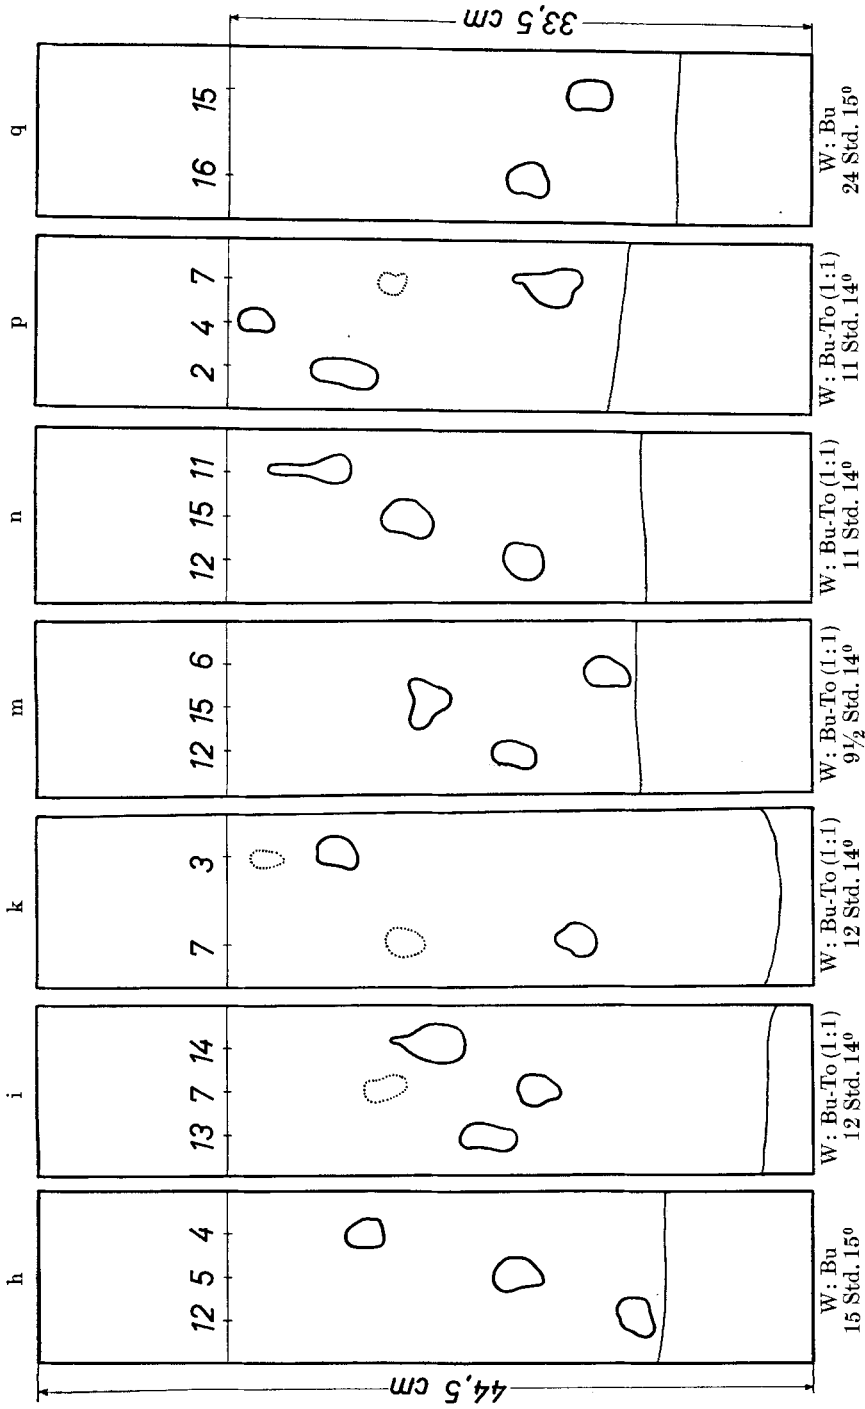 h
i
k
m
n
p
q
12 5 4
13 7 14
7 3
12 15 6
12 15 11
2 4 7
16 15
44,5 cm
33,5 cm
W: Bu
15 Std. 15⁰
W: Bu-To (1:1)
12 Std. 14⁰
W: Bu-To (1:1)
12 Std. 14⁰
W: Bu-To (1:1)
9½ Std. 14⁰
W: Bu-To (1:1)
11 Std. 14⁰
W: Bu-To (1:1)
11 Std. 14⁰
W: Bu
24 Std. 15⁰